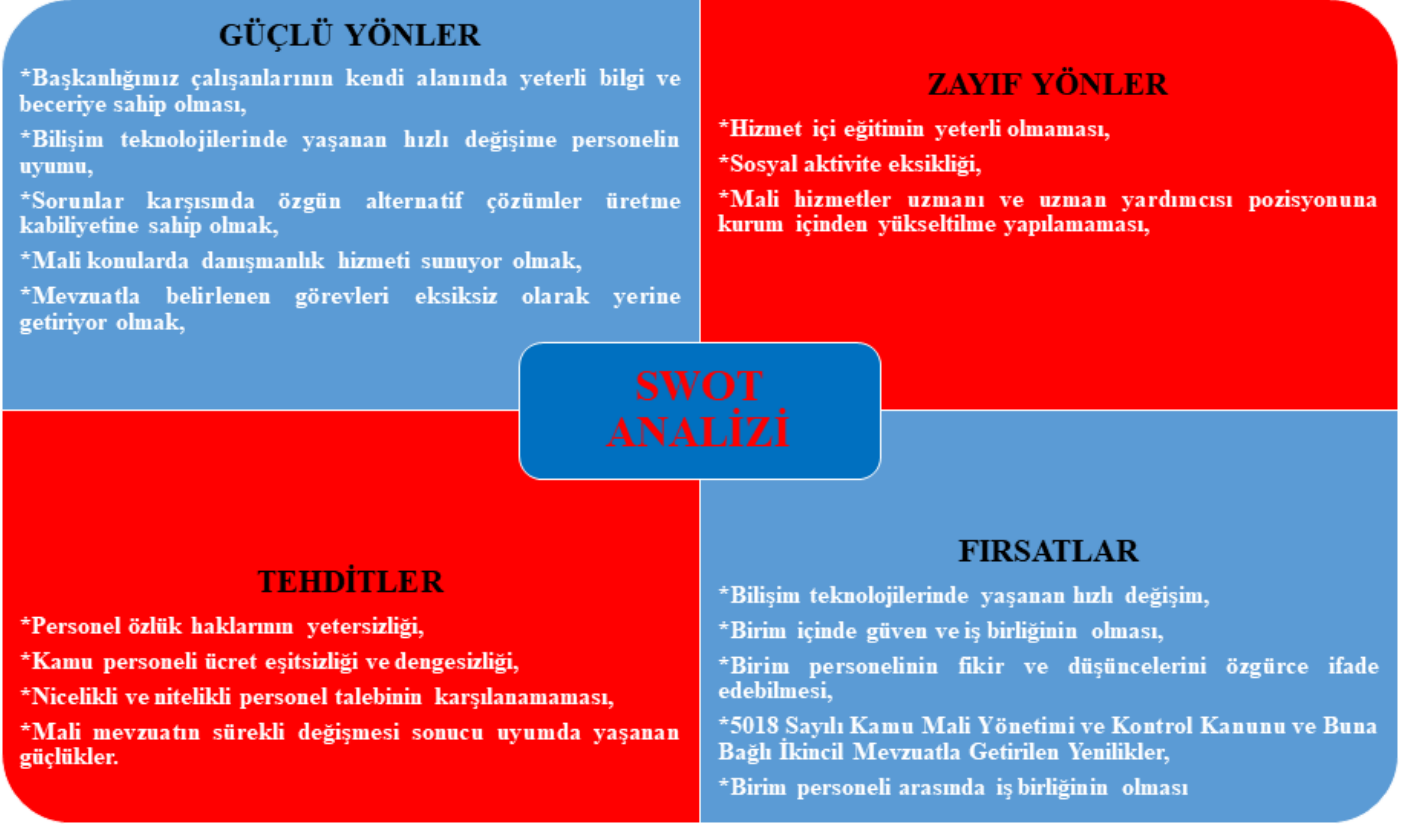 GÜÇLÜ YÖNLER
*Başkanlığımız çalışanlarının kendi alanında yeterli bilgi ve
beceriye sahip olması,
*Bilişim teknolojilerinde yaşanan hızlı değişime personelin
uyumu,
*Sorunlar karşısında özgün alternatif çözümler üretme
kabiliyetine sahip olmak,
*Mali konularda danışmanlık hizmeti sunuyor olmak,
*Mevzuatla belirlenen görevleri eksiksiz olarak yerine
getiriyor olmak,
ZAYIF YÖNLER
*Hizmet içi eğitimin yeterli olmaması,
*Sosyal aktivite eksikliği,
*Mali hizmetler uzmanı ve uzman yardımcısı pozisyonuna
kurum içinden yükseltilme yapılamaması,
SWOT
ANALİZİ
TEHDİTLER
*Personel özlük haklarının yetersizliği,
*Kamu personeli ücret eşitsizliği ve dengesizliği,
*Nicelikli ve nitelikli personel talebinin karşılanamaması,
*Mali mevzuatın sürekli değişmesi sonucu uyumda yaşanan
güçlükler.
FIRSATLAR
*Bilişim teknolojilerinde yaşanan hızlı değişim,
*Birim içinde güven ve iş birliğinin olması,
*Birim personelinin fikir ve düşüncelerini özgürce ifade
edebilmesi,
*5018 Sayılı Kamu Mali Yönetimi ve Kontrol Kanunu ve Buna
Bağlı İkincil Mevzuatla Getirilen Yenilikler,
*Birim personeli arasında iş birliğinin olması